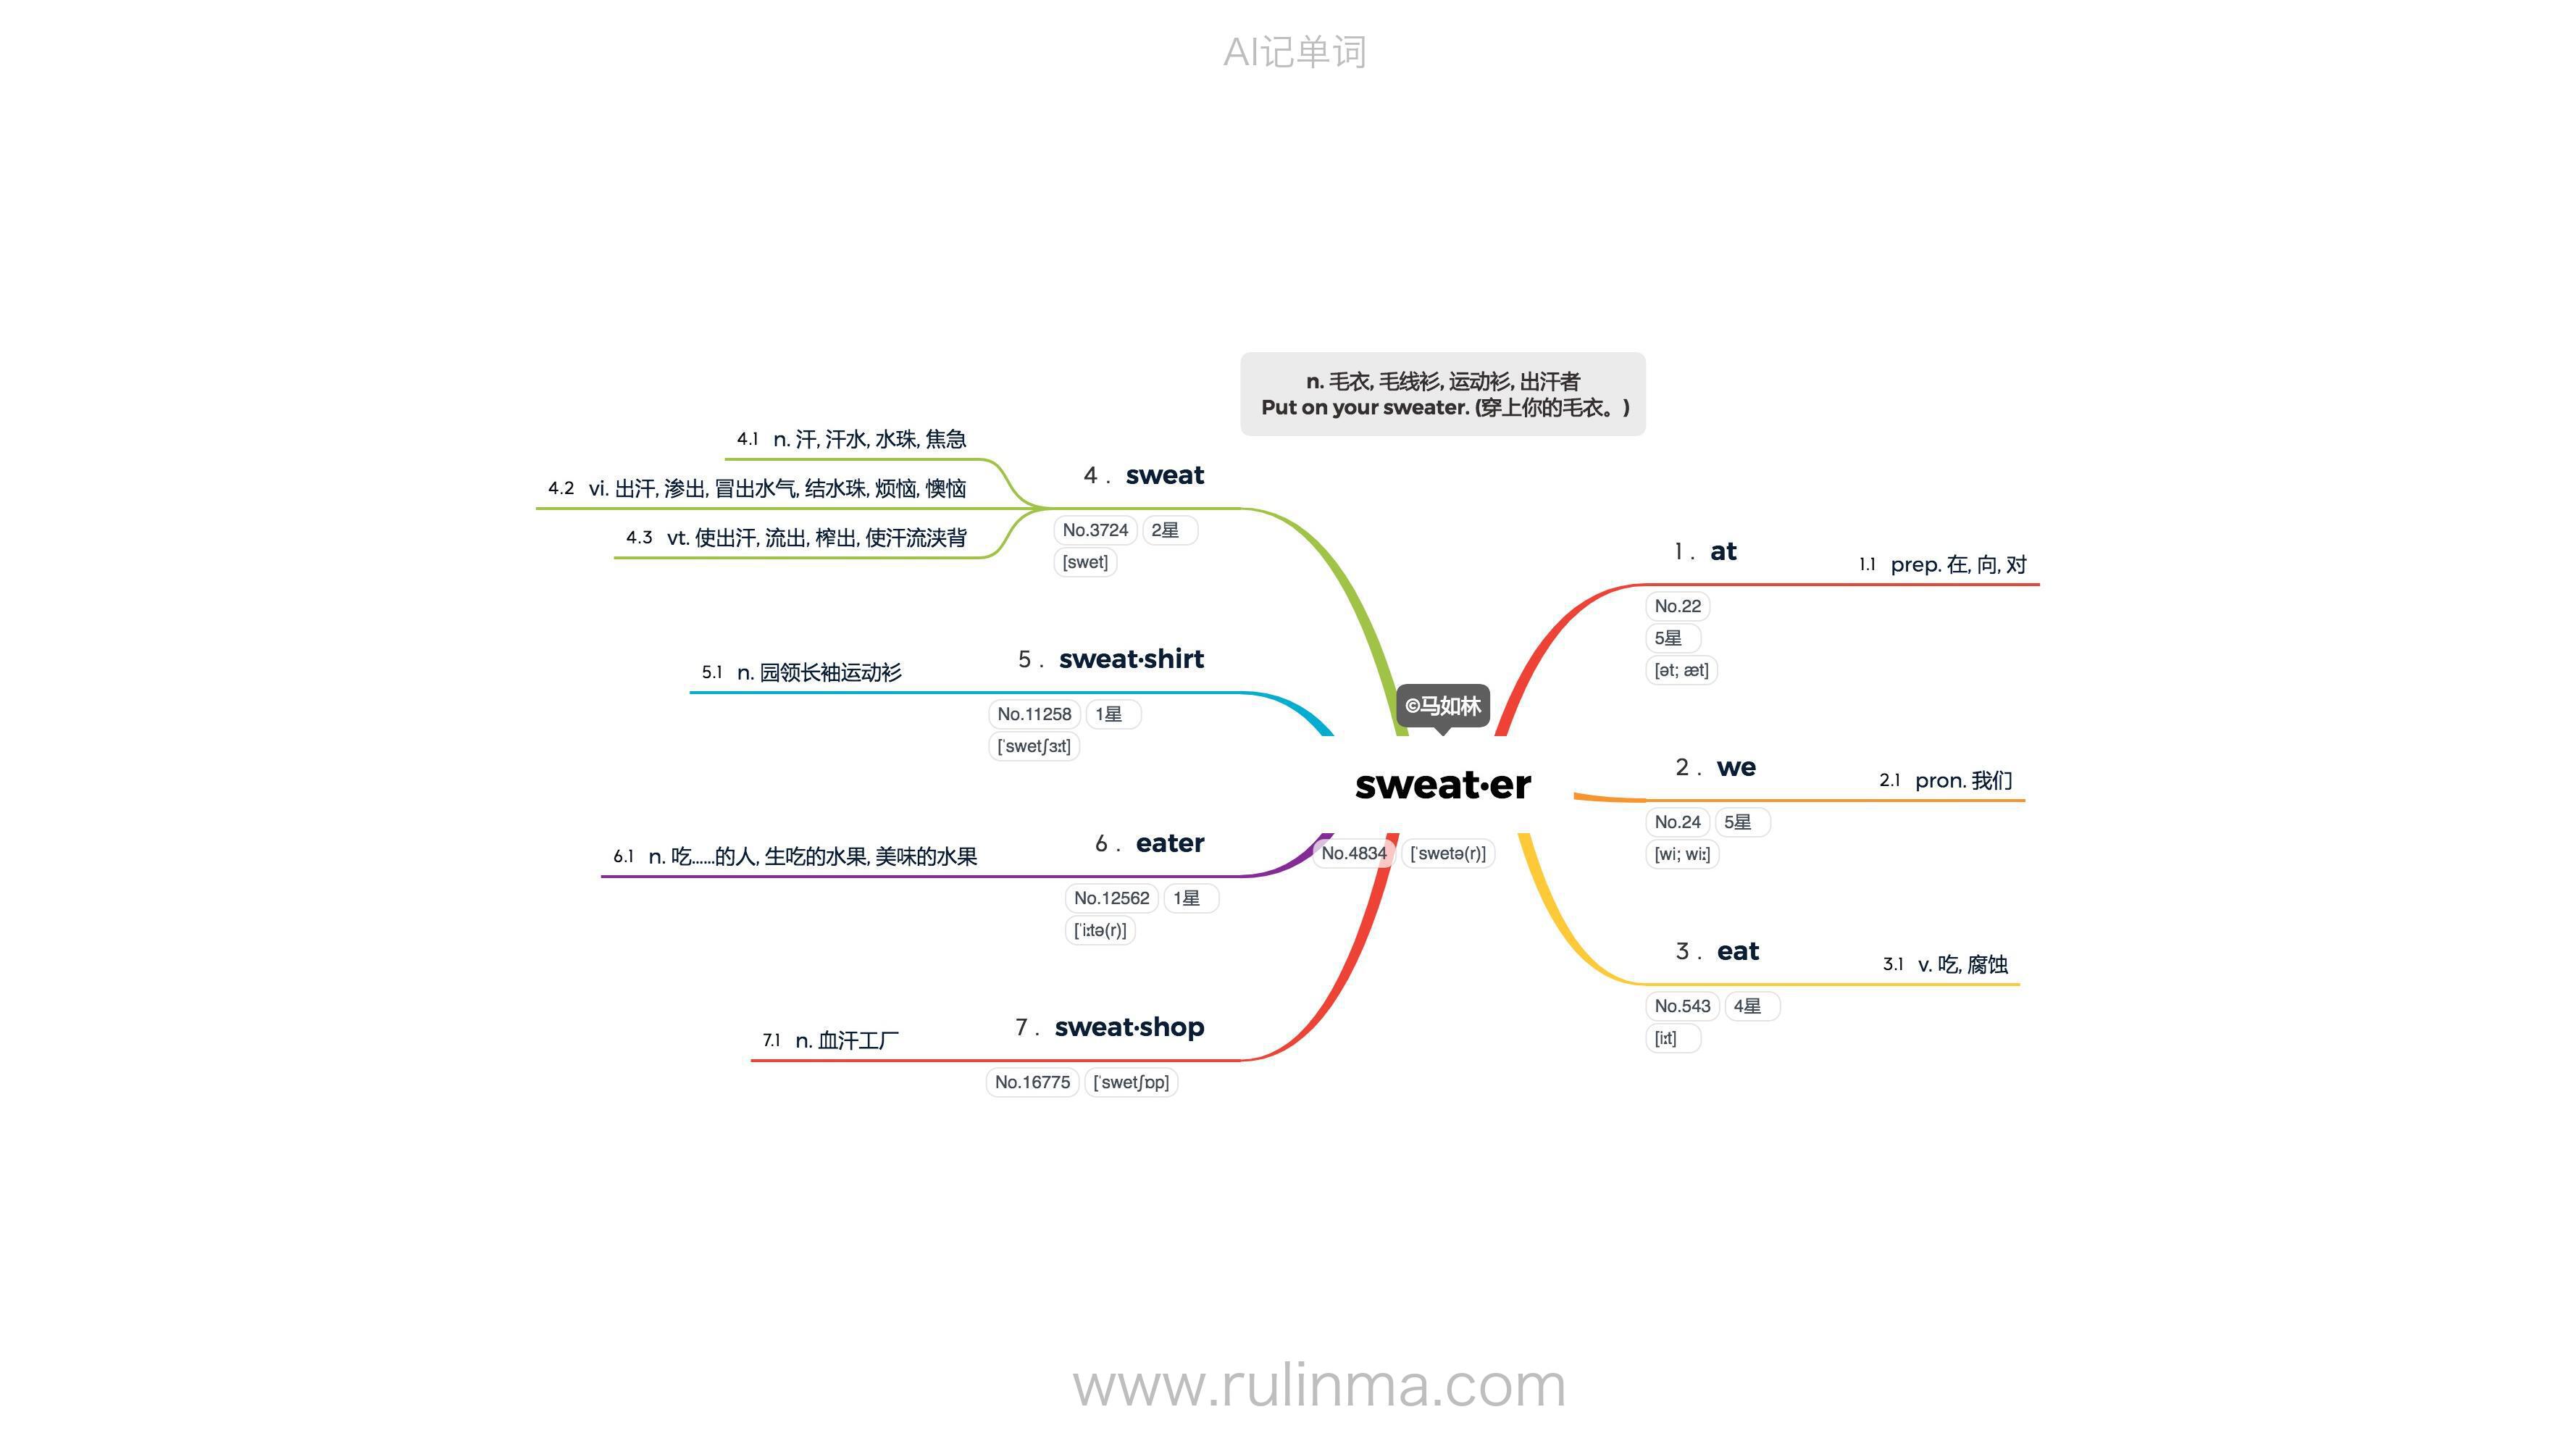 AI记单词
n. 毛衣, 毛线衫, 运动衫, 出汗者
Put on your sweater. (穿上你的毛衣。)
©马如林
sweat·er
No.4834 [ˈswetə(r)]
1 . at
No.22
5星
[ət; æt]
1.1 prep. 在, 向, 对
2 . we
No.24 5星
[wi; wiː]
2.1 pron. 我们
3 . eat
No.543 4星
[iːt]
3.1 v. 吃, 腐蚀
4 . sweat
No.3724 2星
[swet]
4.1 n. 汗, 汗水, 水珠, 焦急
4.2 vi. 出汗, 渗出, 冒出水气, 结水珠, 烦恼, 懊恼
4.3 vt. 使出汗, 流出, 榨出, 使汗流浃背
5 . sweat·shirt
No.11258 1星
[ˈswetʃɜːt]
5.1 n. 园领长袖运动衫
6 . eater
No.12562 1星
[ˈiːtə(r)]
6.1 n. 吃……的人, 生吃的水果, 美味的水果
7 . sweat·shop
No.16775 [ˈswetʃɒp]
7.1 n. 血汗工厂
www.rulinma.com